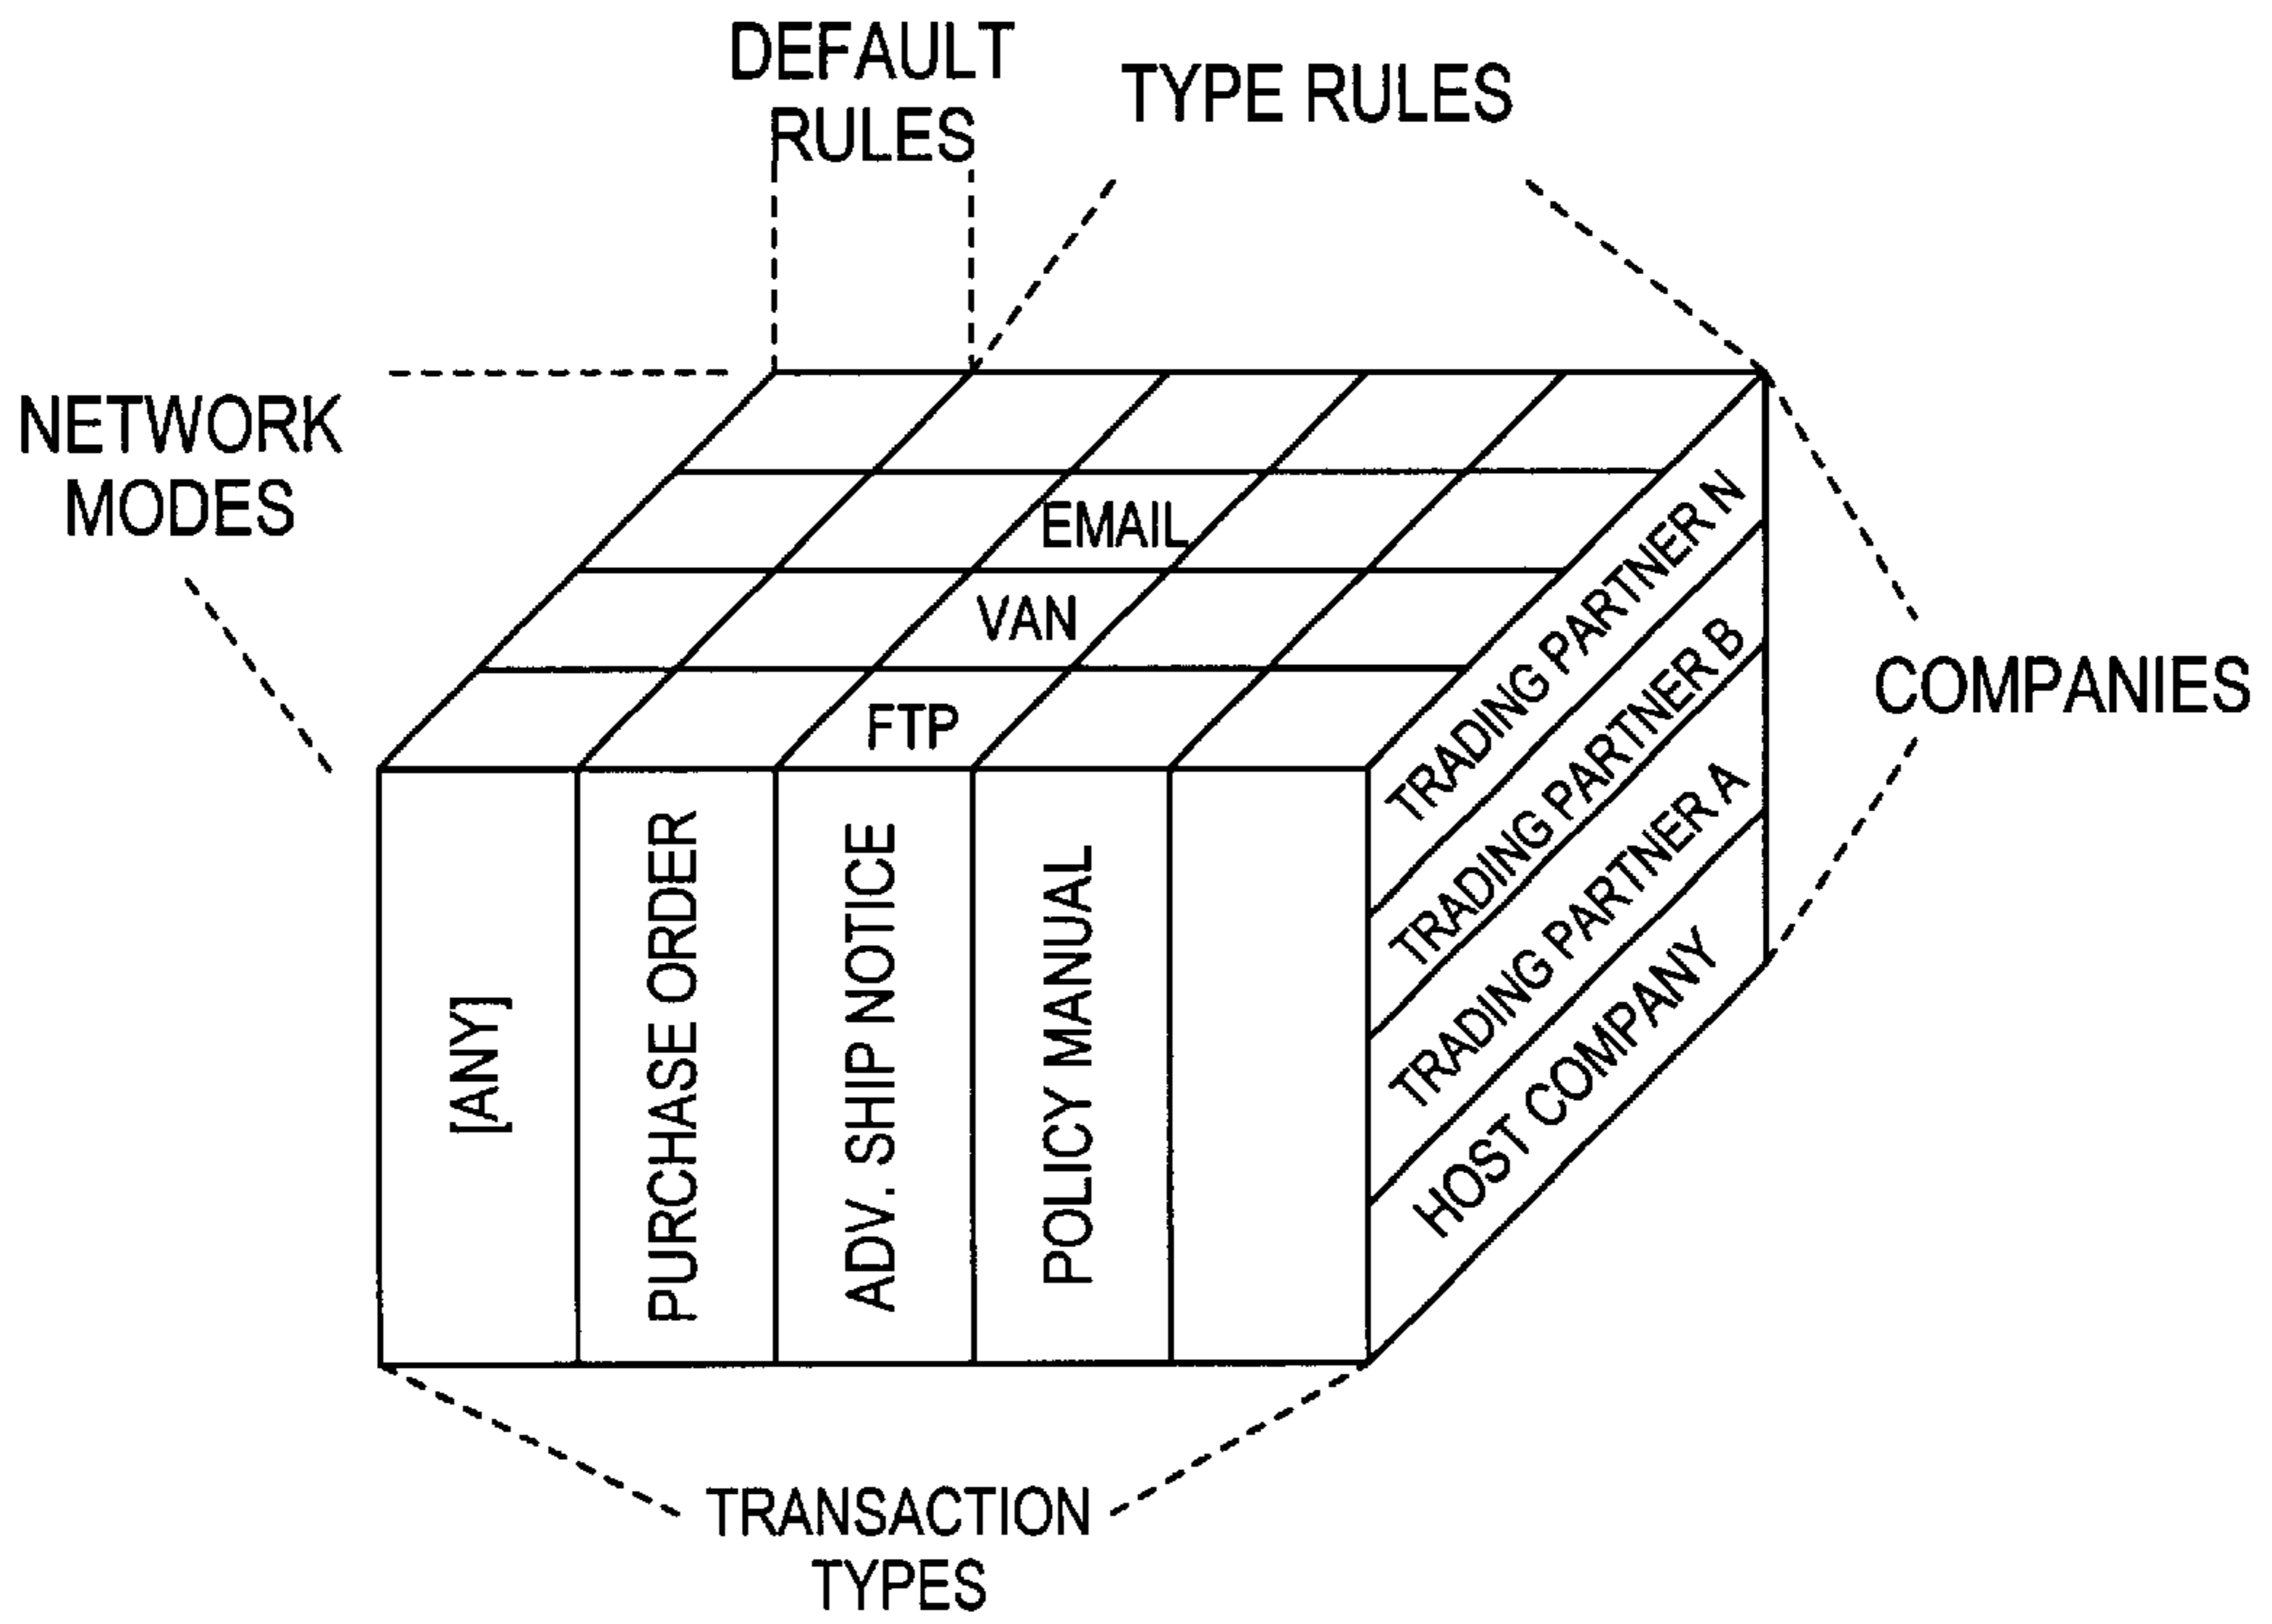 DEFAULT
RULES
TYPE RULES
NETWORK
MODES
EMAIL
VAN
FTP
COMPANIES
TRADING PARTNER N
TRADING PARTNER B
TRADING PARTNER A
HOST COMPANY
[ANY]
PURCHASE ORDER
ADV. SHIP NOTICE
POLICY MANUAL
TRANSACTION
TYPES